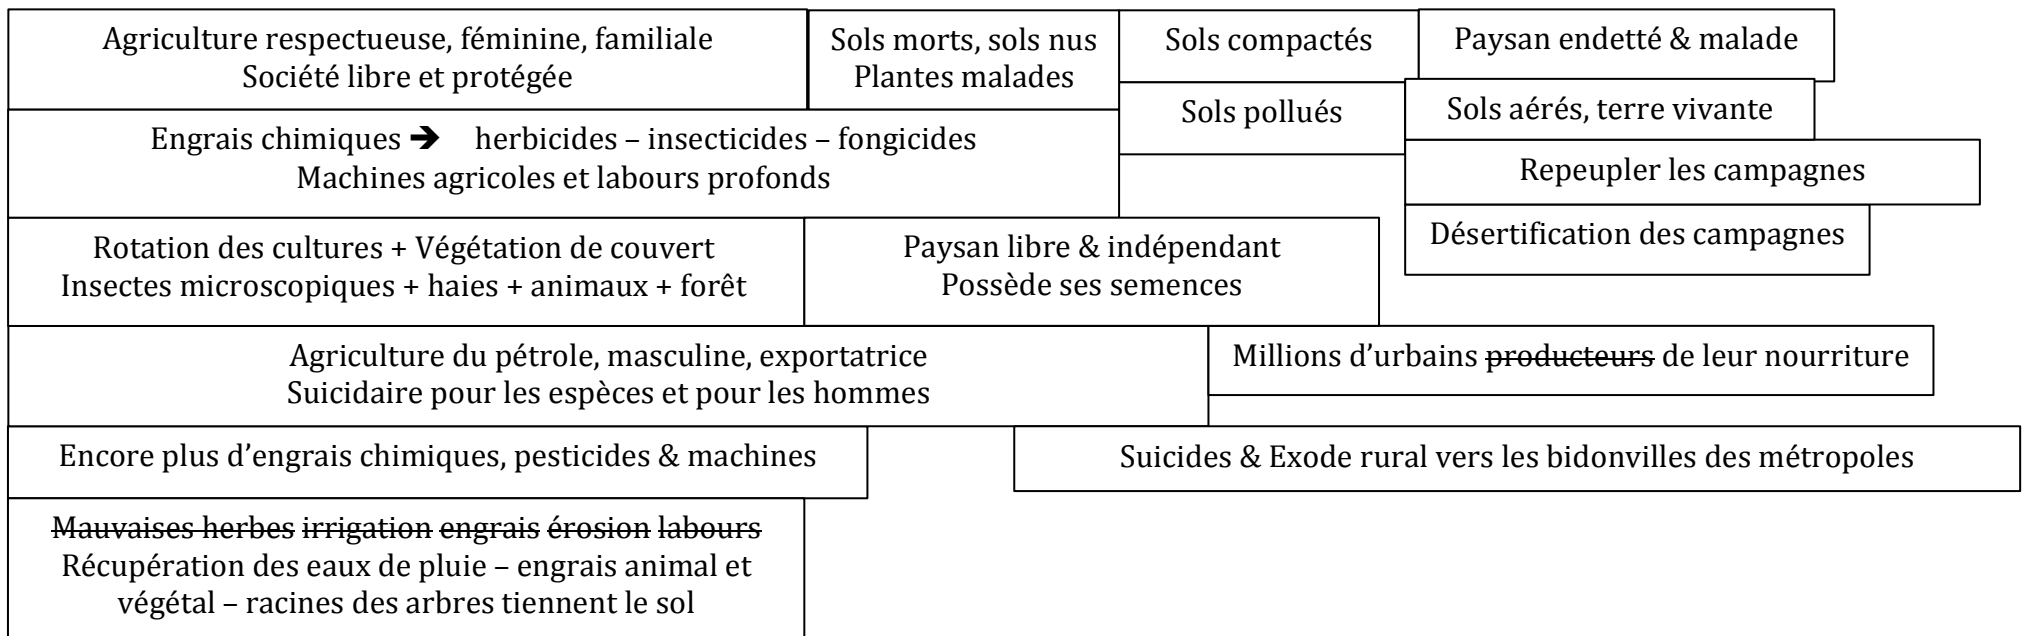 Agriculture respectueuse, féminine, familiale
Société libre et protégée
Sols morts, sols nus
Plantes malades
Sols compactés
Paysan endetté & malade
Sols pollués
Sols aérés, terre vivante
Engrais chimiques ➔ herbicides – insecticides – fongicides
Machines agricoles et labours profonds
Repeupler les campagnes
Désertification des campagnes
Rotation des cultures + Végétation de couvert
Insectes microscopiques + haies + animaux + forêt
Paysan libre & indépendant
Possède ses semences
Agriculture du pétrole, masculine, exportatrice
Suicidaire pour les espèces et pour les hommes
Millions d’urbains producteurs de leur nourriture
Encore plus d’engrais chimiques, pesticides & machines
Suicides & Exode rural vers les bidonvilles des métropoles
Mauvaises herbes irrigation engrais érosion labours
Récupération des eaux de pluie – engrais animal et
végétal – racines des arbres tiennent le sol